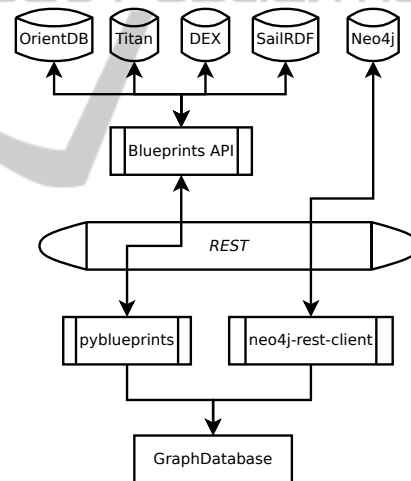 OrientDB Titan DEX SailRDF Neo4j
Blueprints API
REST
pyblueprints neo4j-rest-client
GraphDatabase